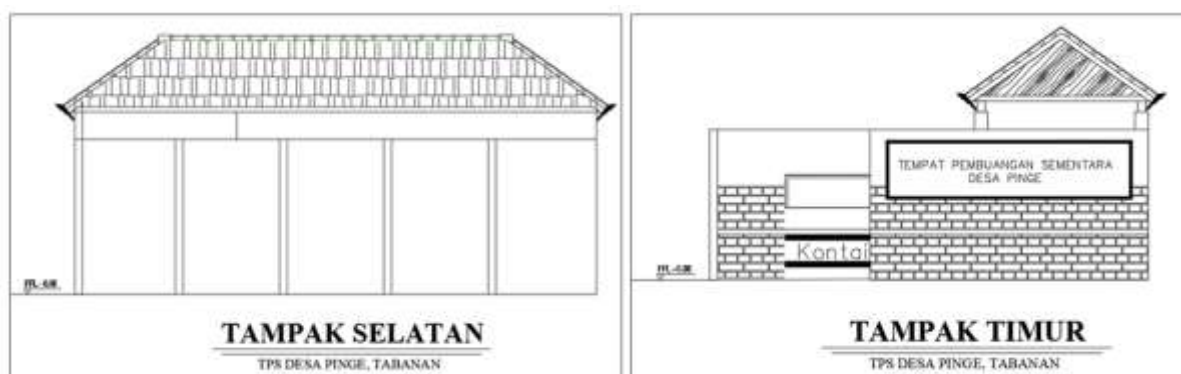 TAMPAK SELATAN
TPS DESA PINGE, TABANAN
TEMPAT PEMBUANGAN SEMENTARA
DESA PINGE
Kontai
TAMPAK TIMUR
TPS DESA PINGE, TABANAN